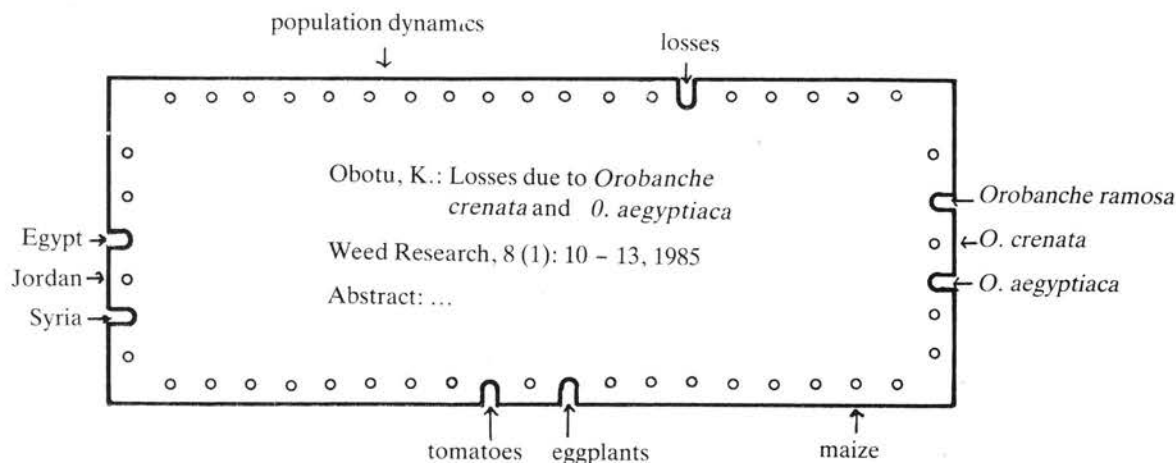 population dynamics
losses
Obotu, K.: Losses due to Orobanche
crenata and 0. aegyptiaca
Weed Research, 8 (1): 10 – 13, 1985
Abstract: ...
Egypt
Jordan
Syria
Orobanche ramosa
O. crenata
O. aegyptiaca
tomatoes
eggplants
maize